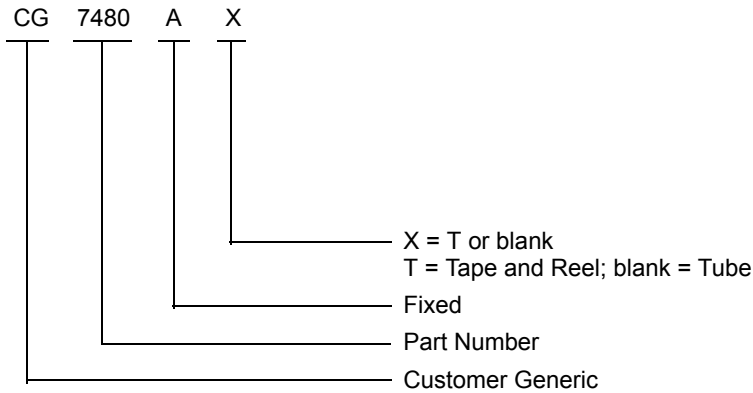 CG 7480 A X
X = T or blank
T = Tape and Reel; blank = Tube
Fixed
Part Number
Customer Generic